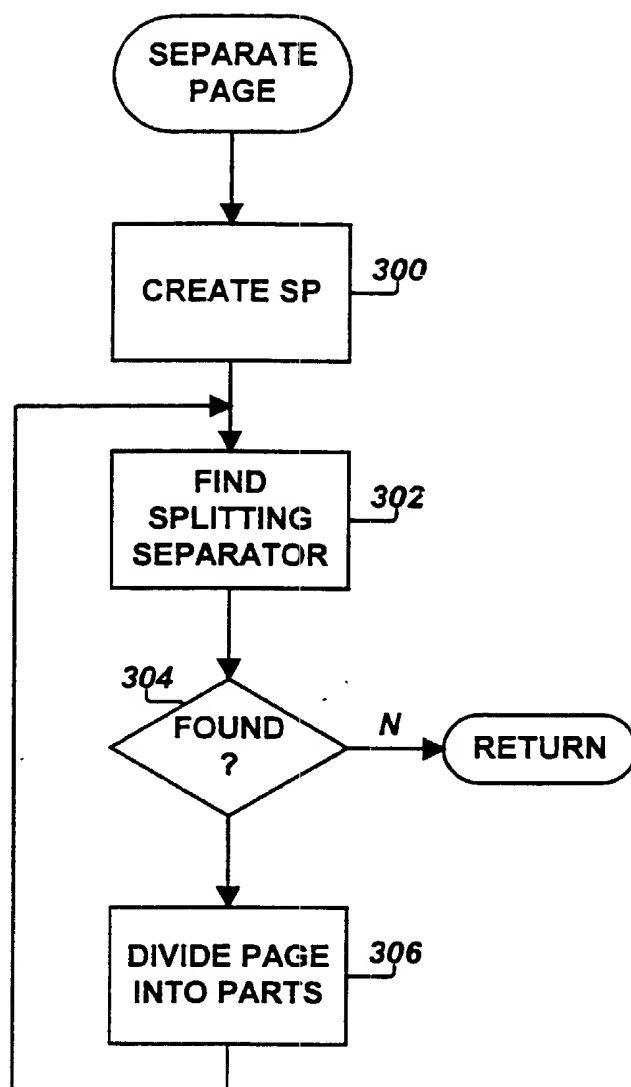 SEPARATE
PAGE
CREATE SP
300
FIND
SPLITTING
SEPARATOR
302
304
FOUND
?
N
RETURN
DIVIDE PAGE
INTO PARTS
306